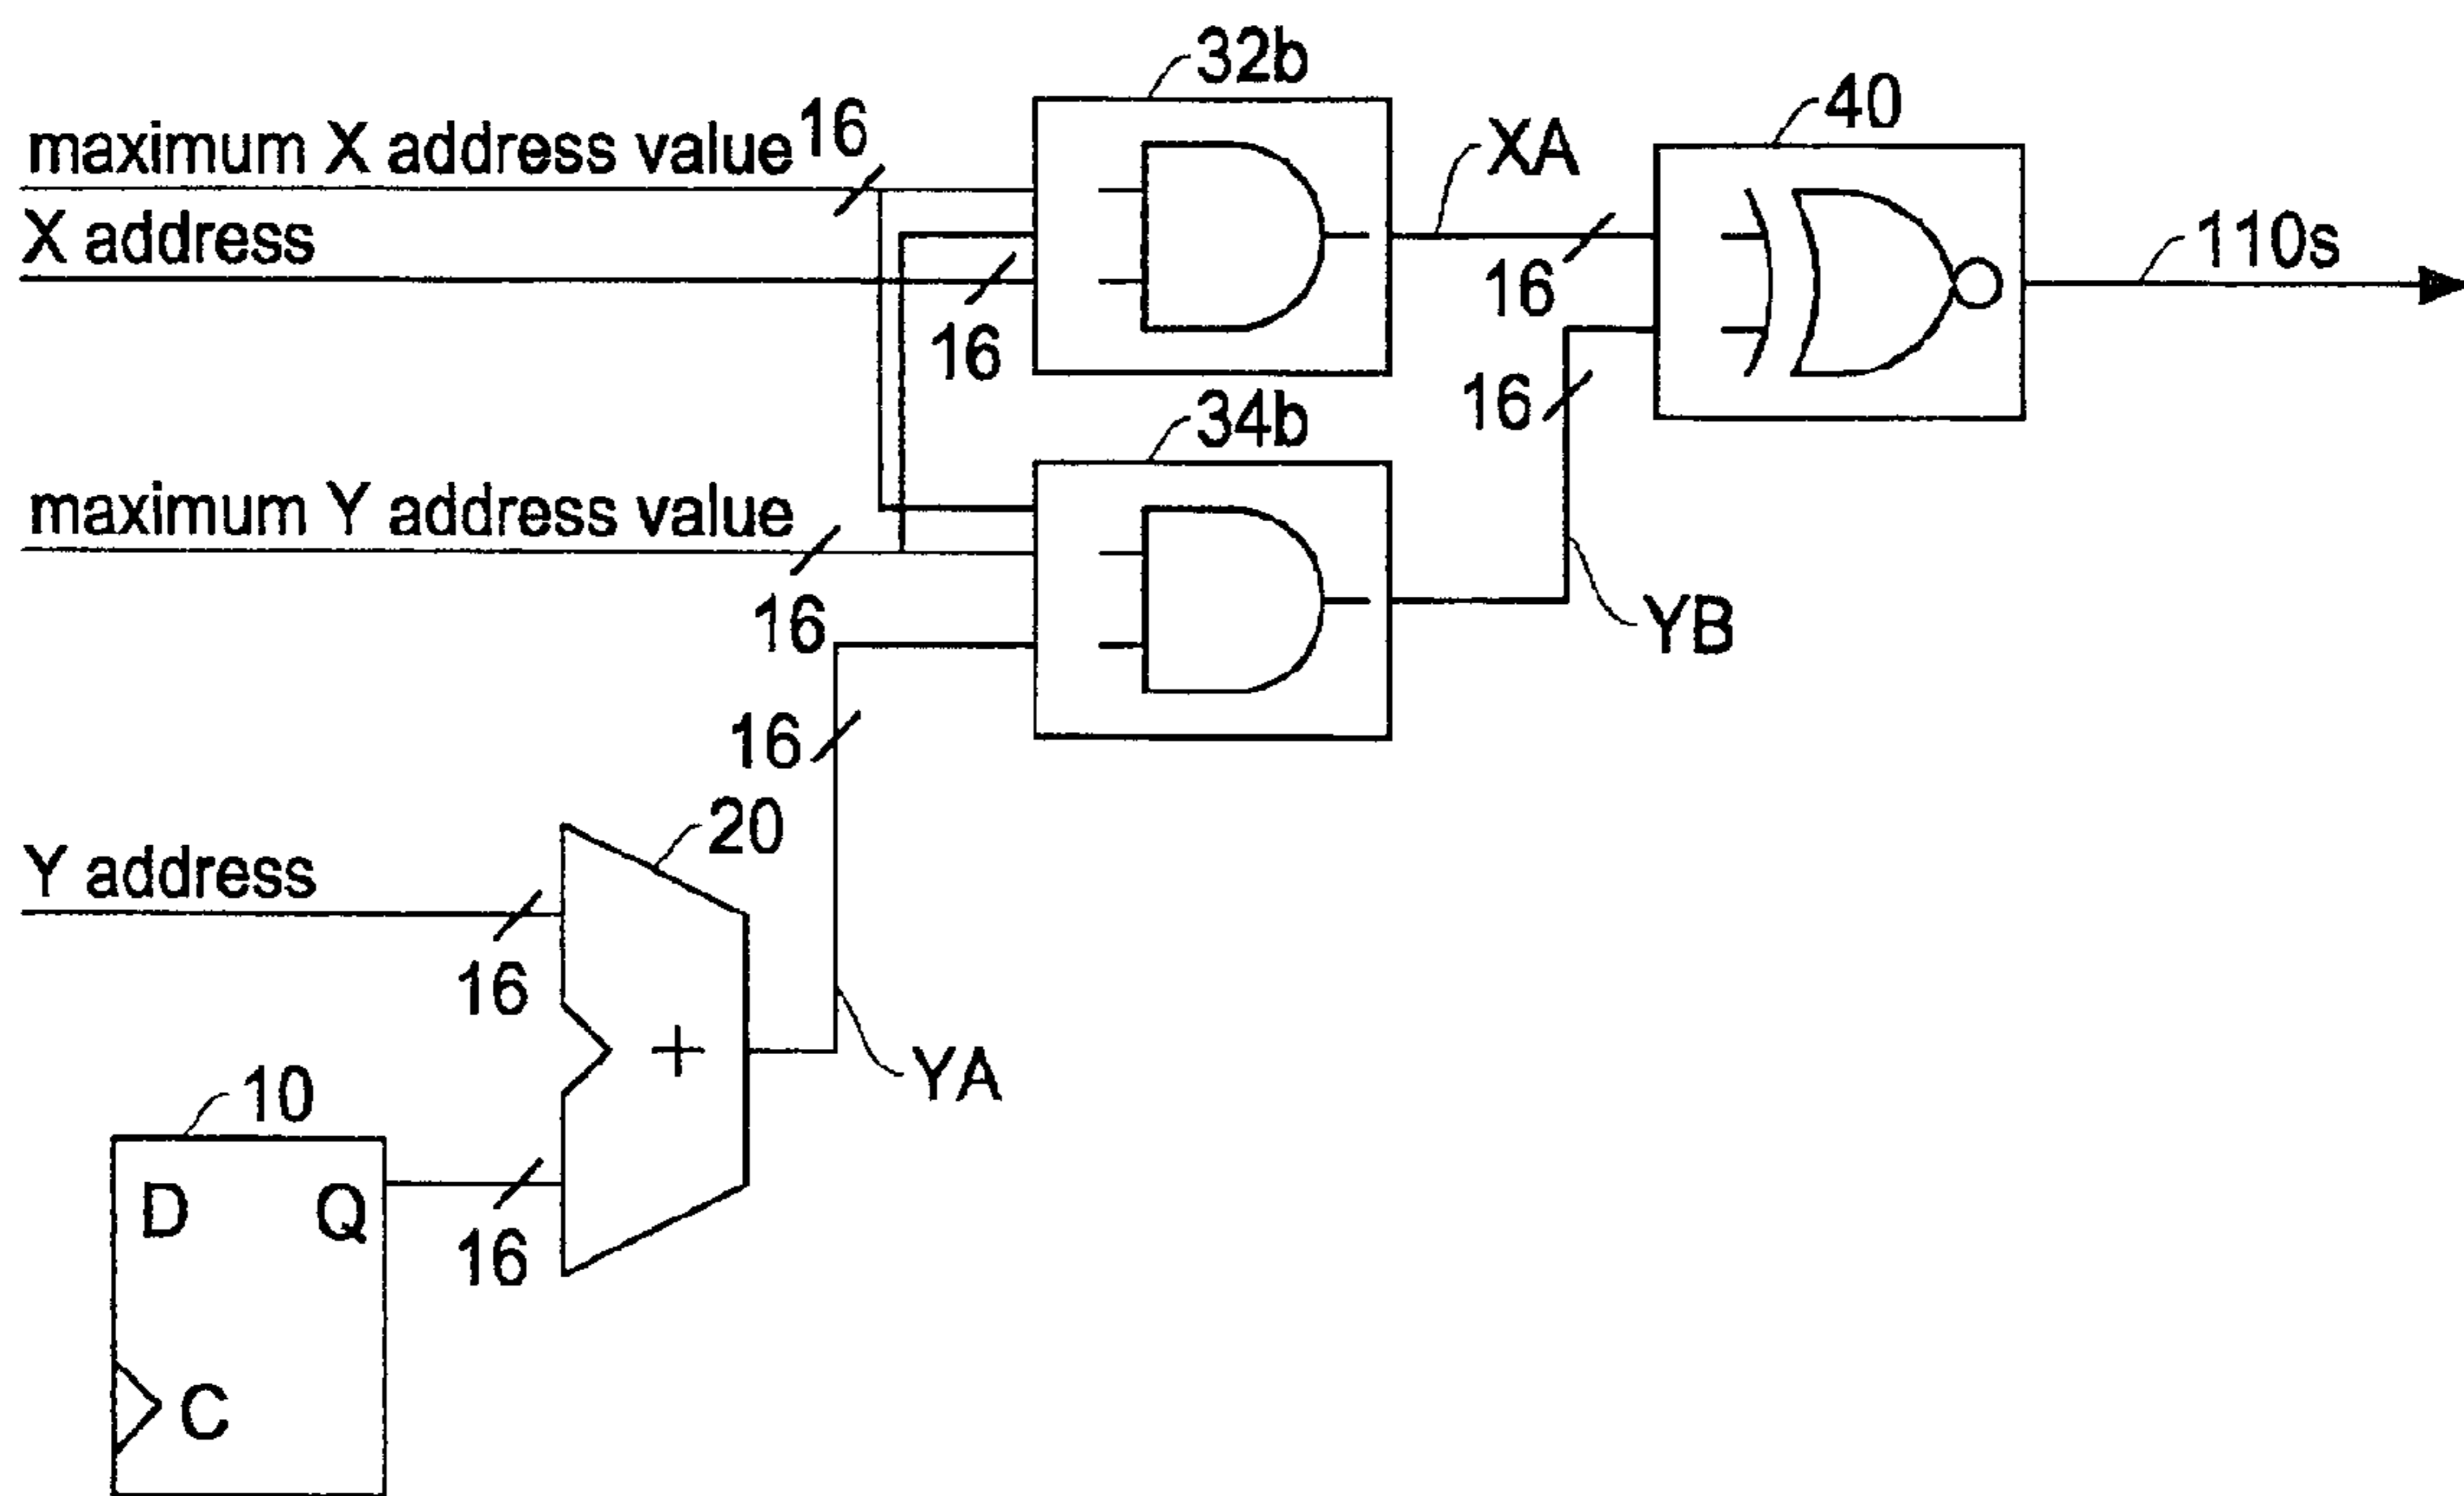 32b
maximum X address value
16
40
XA
X address
110s
16
16
16
34b
maximum Y address value
16
YB
16
20
Y address
16
+
YA
10
D
Q
16
C